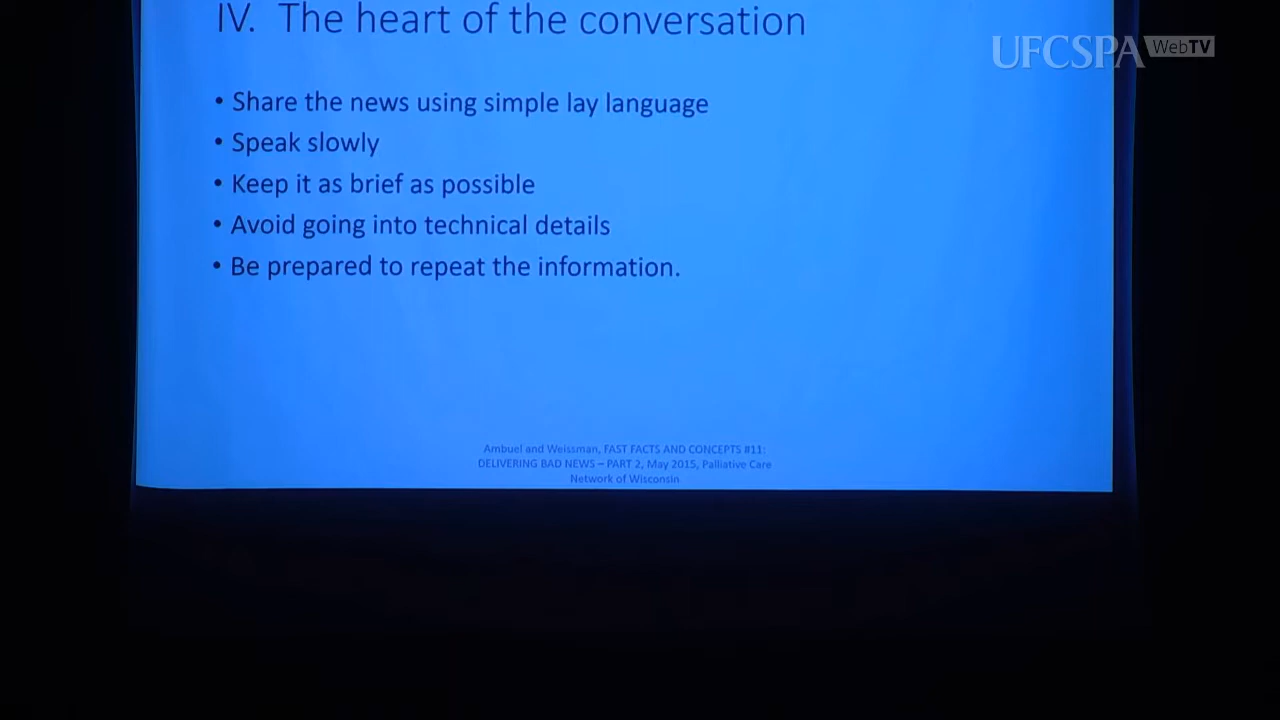 IV. The heart of the conversation
UFCSPA WebTV
• Share the news using simple lay language
• Speak slowly
• Keep it as brief as possible
• Avoid going into technical details
• Be prepared to repeat the information.
Ambuel and Weissman, FAST FACTS AND CONCEPTS #11:
DELIVERING BAD NEWS – PART 2, May 2015, Palliative Care
Network of Wisconsin